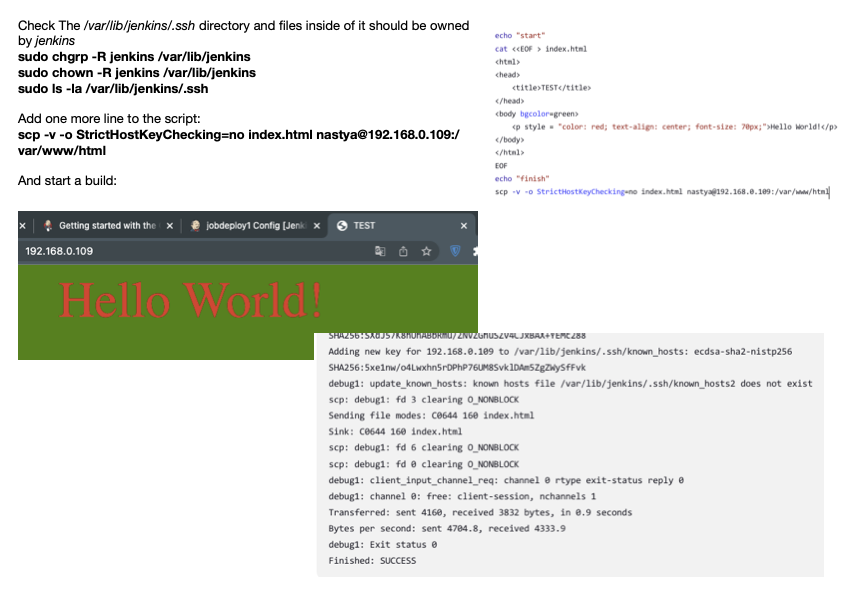 Check The /var/lib/jenkins/.ssh directory and files inside of it should be owned
by jenkins
sudo chgrp -R jenkins /var/lib/jenkins
sudo chown -R jenkins /var/lib/jenkins
sudo ls -la /var/lib/jenkins/.ssh
Add one more line to the script:
scp -v -o StrictHostKeyChecking=no index.html nastya@192.168.0.109:/
var/www/html
And start a build:
echo "start"
cat <<EOF > index.html
<html>
<head>
<title>TEST</title>
</head>
<body bgcolor=green>
<p style = "color: red; text-align: center; font-size: 70px;">Hello World!</p>
</body>
</html>
EOF
echo "finish"
scp -v -o StrictHostKeyChecking=no index.html nastya@192.168.0.109:/var/www/html
Getting started with the
jobdeploy1 Config [Jenk
TEST
192.168.0.109
Hello World!
Adding new key for 192.168.0.109 to /var/lib/jenkins/.ssh/known_hosts: ecdsa-sha2-nistp256
SHA256:5xe1nw/o4Lwxhn5rDPhP76UM8SvklDAm5ZgZWySfFvk
debug1: update_known_hosts: known hosts file /var/lib/jenkins/.ssh/known_hosts2 does not exist
scp: debug1: fd 3 clearing O_NONBLOCK
Sending file modes: C0644 160 index.html
Sink: C0644 160 index.html
scp: debug1: fd 6 clearing O_NONBLOCK
scp: debug1: fd 0 clearing O_NONBLOCK
debug1: client_input_channel_req: channel 0 rtype exit-status reply 0
debug1: channel 0: free: client-session, nchannels 1
Transferred: sent 4160, received 3832 bytes, in 0.9 seconds
Bytes per second: sent 4704.8, received 4333.9
debug1: Exit status 0
Finished: SUCCESS